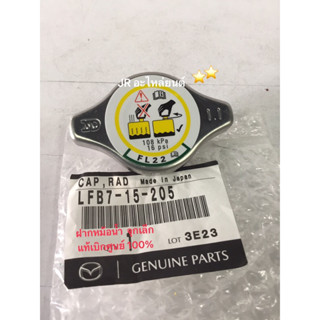 JR อะไหล่ยนต์
108 kPa
16 psi
FL22
CAP, RAD Made in Japan
LFB7-15-205
ฝาหม้อน้ำ จุกเล็ก
แท้เบิกศูนย์ 100%
1
LOT 3E23
GENUINE PARTS